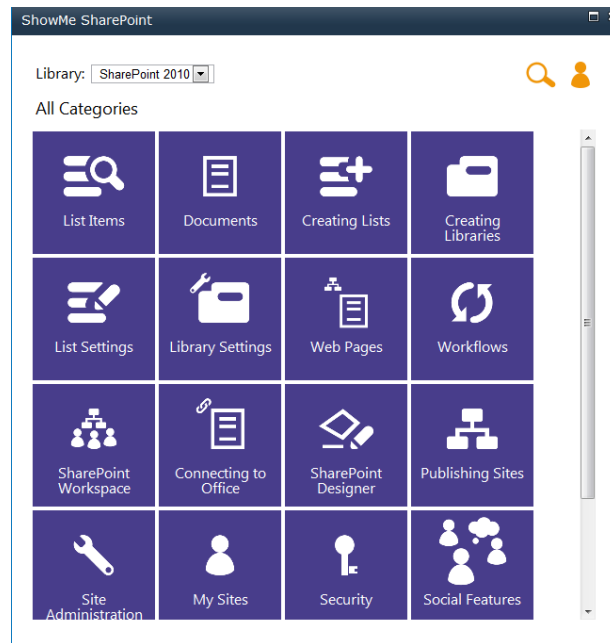 ShowMe SharePoint
Library: SharePoint 2010
All Categories
List Items
Documents
Creating Lists
Creating
Libraries
List Settings
Library Settings
Web Pages
Workflows
SharePoint
Workspace
Connecting to
Office
SharePoint
Designer
Publishing Sites
Site
Administration
My Sites
Security
Social Features